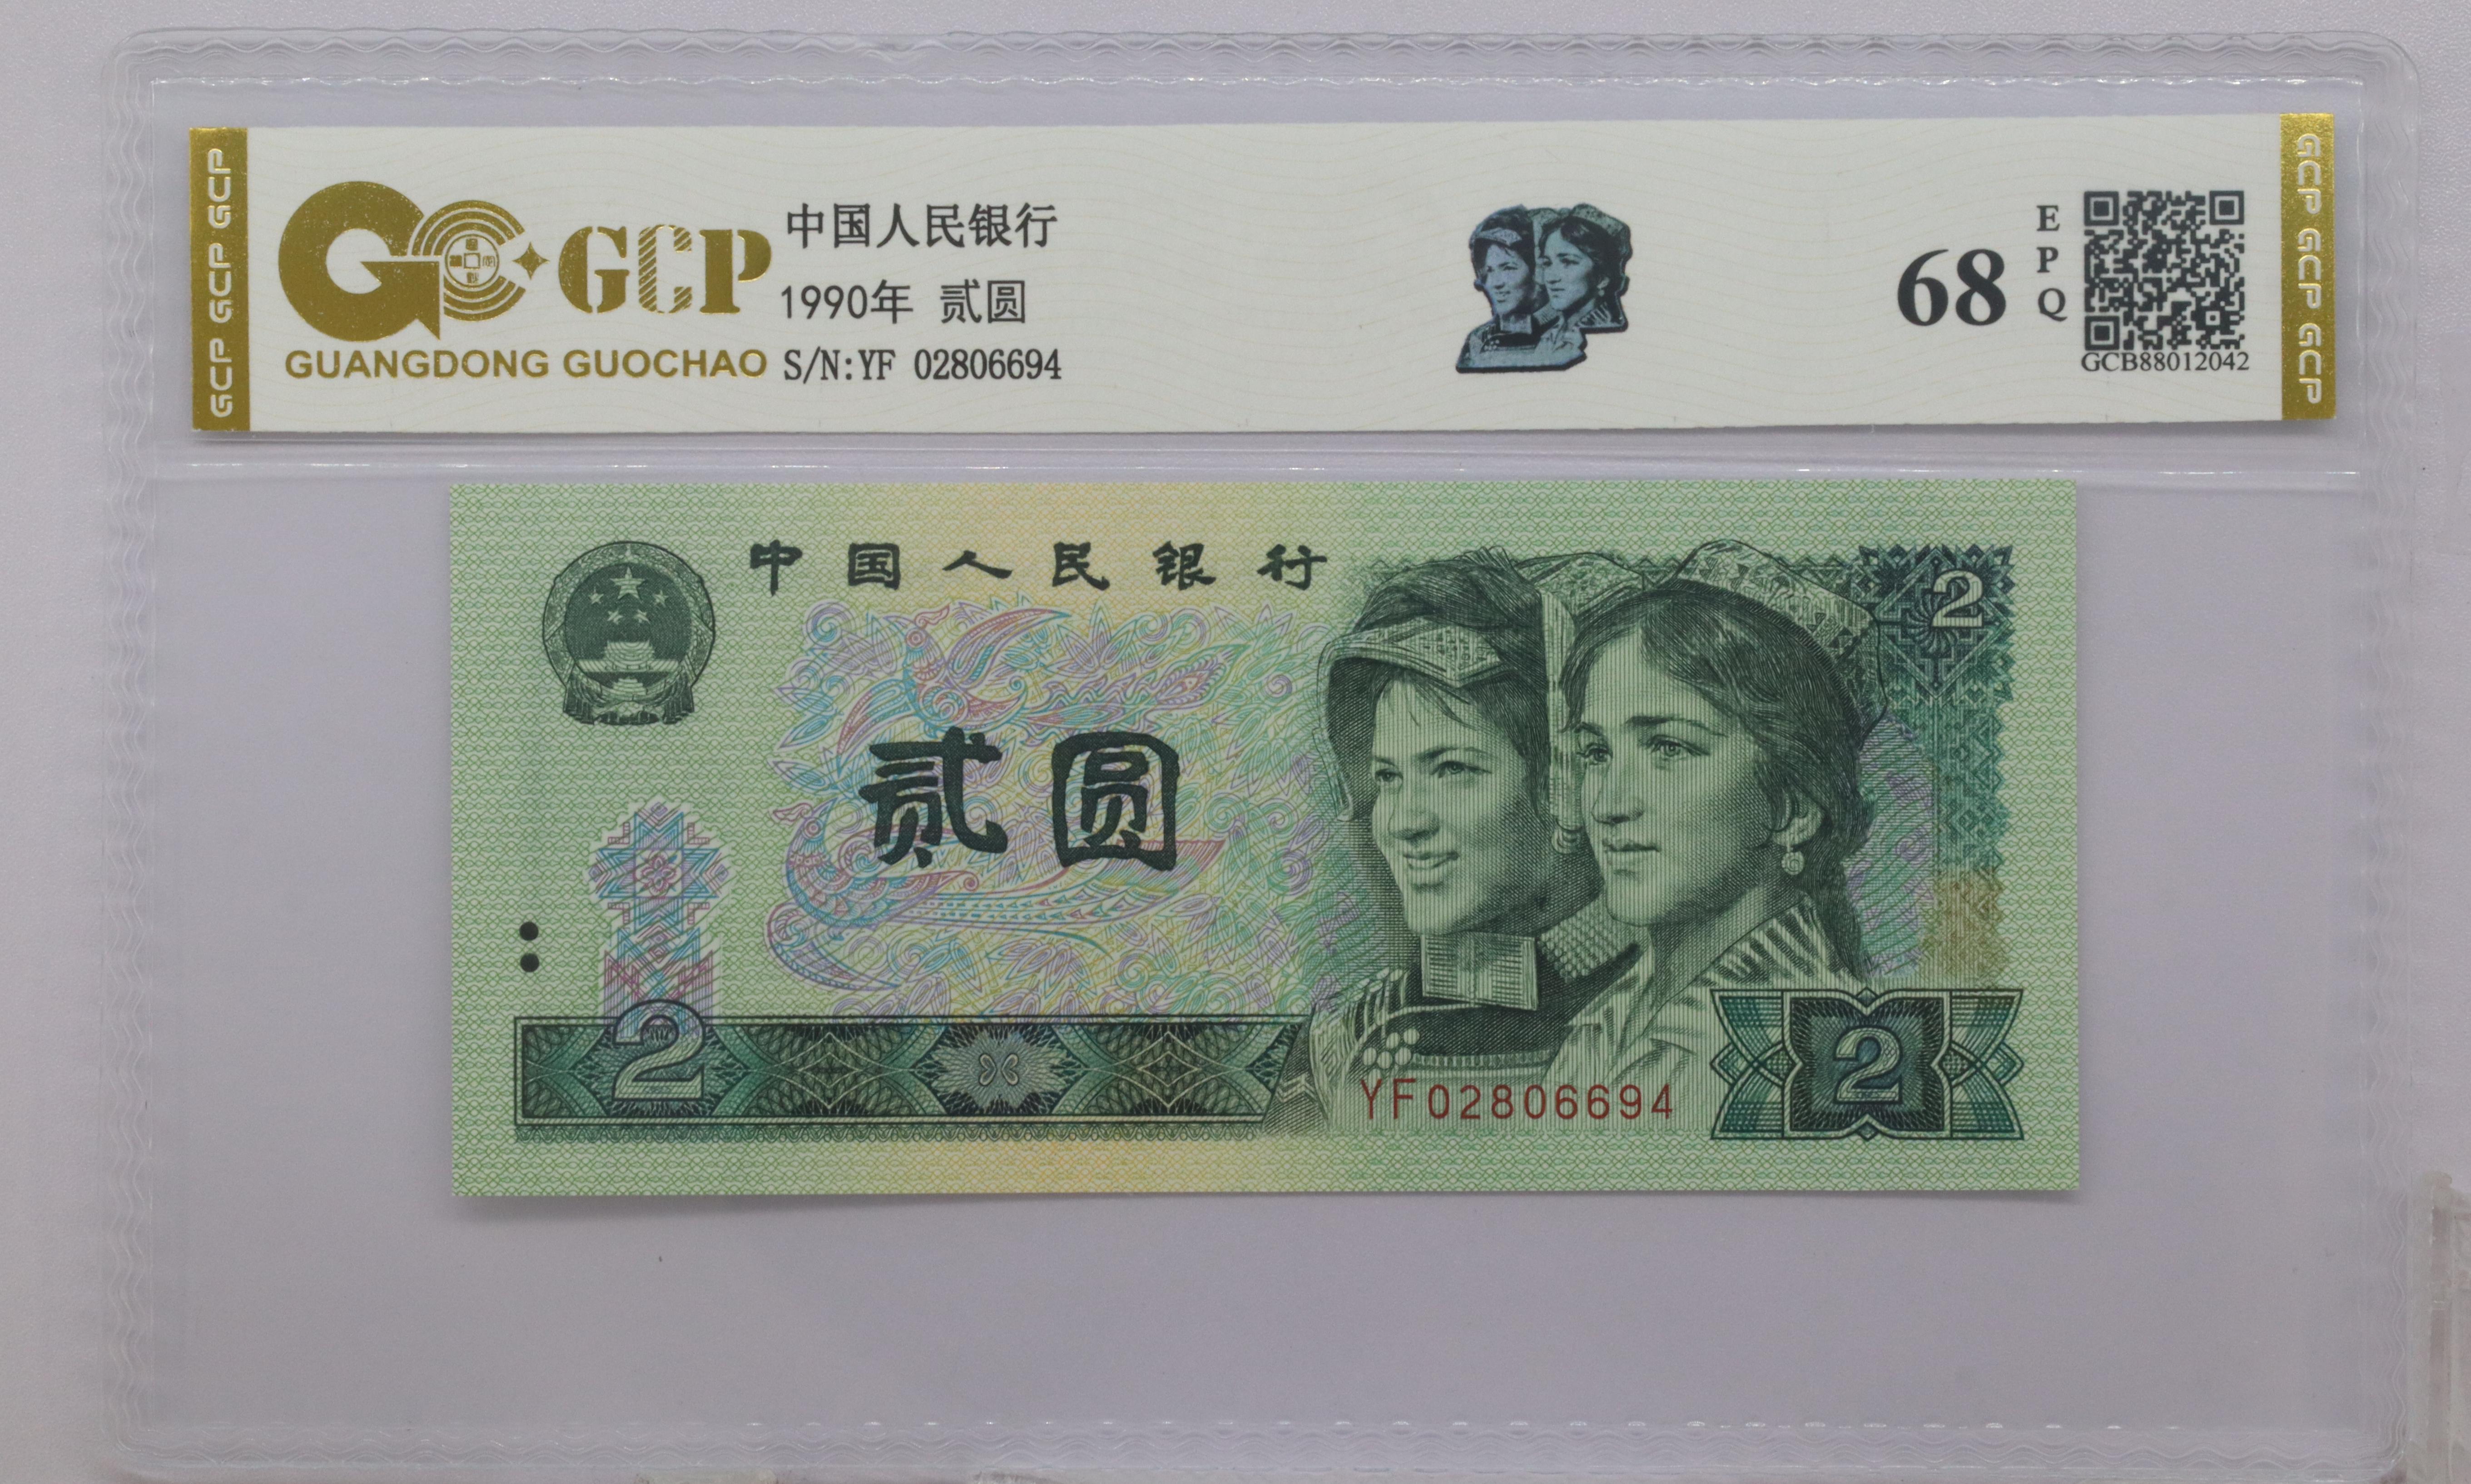 GCP GCP GCP
GCP
GUANGDONG GUOCHAO
中国人民银行
1990年 贰圆
S/N:YF 02806694
68
E
P
Q
GCB88012042
GCP GCP GCP
中国人民银行
2
贰圆
2
YF02806694
2